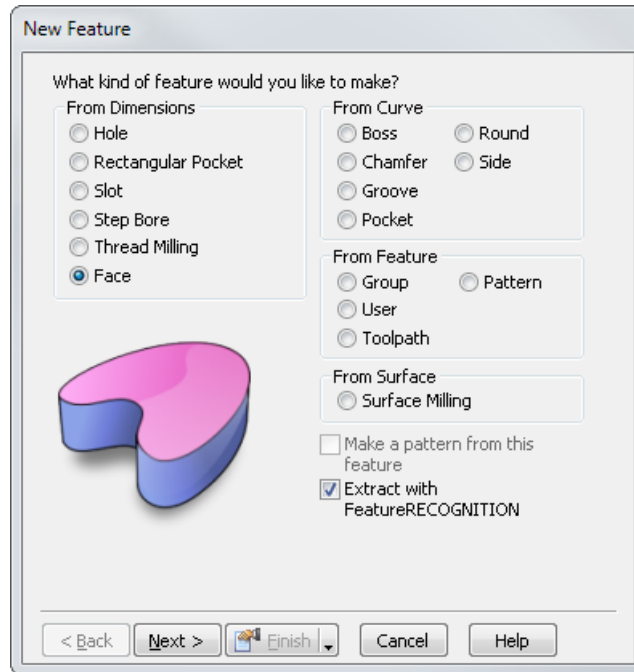 New Feature
What kind of feature would you like to make?
From Dimensions
Hole
Rectangular Pocket
Slot
Step Bore
Thread Milling
Face
From Curve
Boss
Round
Chamfer
Side
Groove
Pocket
From Feature
Group
Pattern
User
Toolpath
From Surface
Surface Milling
Make a pattern from this
feature
Extract with
FeatureRECOGNITION
< Back
Next >
Finish
Cancel
Help